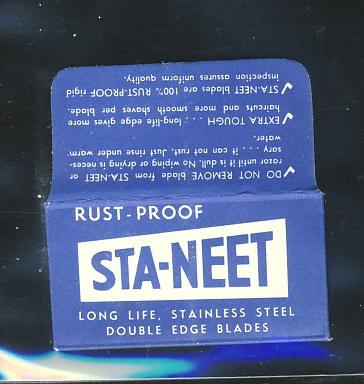 ✓DO NOT REMOVE blade from STA-NEET or
razor until it is dull. No wiping or drying is neces-
sary . . . . it can not rust. Just rinse under warm
water.
✓EXTRA TOUGH . . . . long-life edge gives more
haircuts and more smooth shaves per blade.
✓STA-NEET blades are 100% RUST-PROOF rigid
inspection assures uniform quality.
RUST-PROOF
STA-NEET
LONG LIFE, STAINLESS STEEL
DOUBLE EDGE BLADES